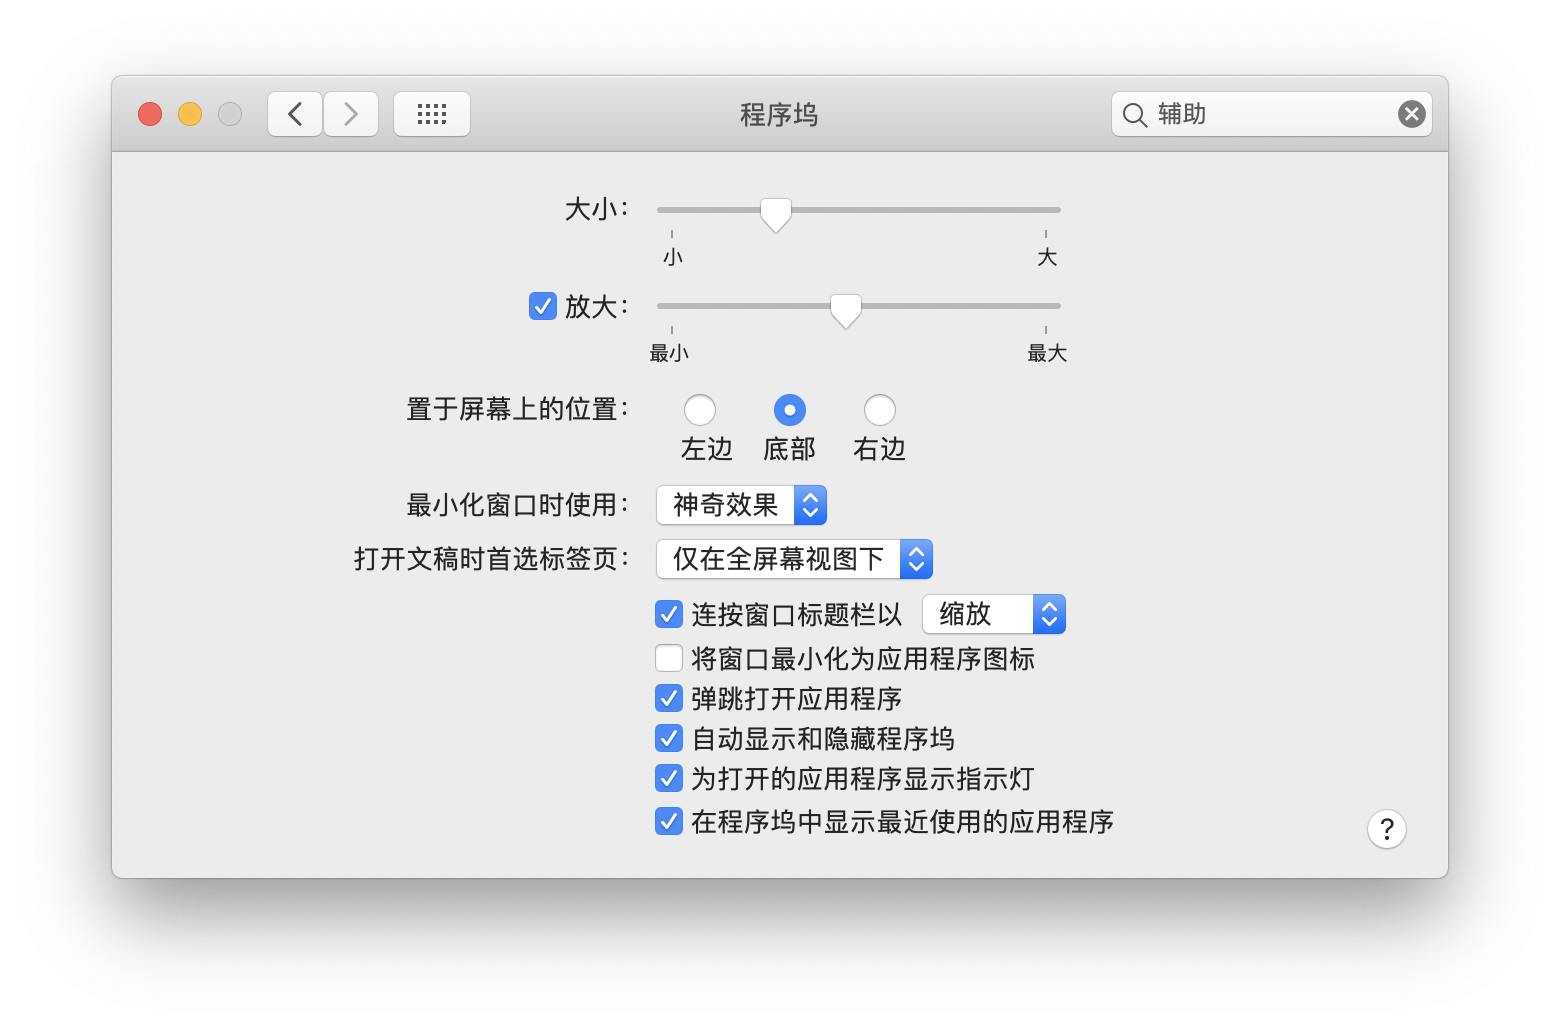 程序坞
辅助
大小：
小 大
放大：
最小 最大
置于屏幕上的位置：
左边 底部 右边
最小化窗口时使用： 神奇效果
打开文稿时首选标签页： 仅在全屏幕视图下
连按窗口标题栏以 缩放
将窗口最小化为应用程序图标
弹跳打开应用程序
自动显示和隐藏程序坞
为打开的应用程序显示指示灯
在程序坞中显示最近使用的应用程序
?